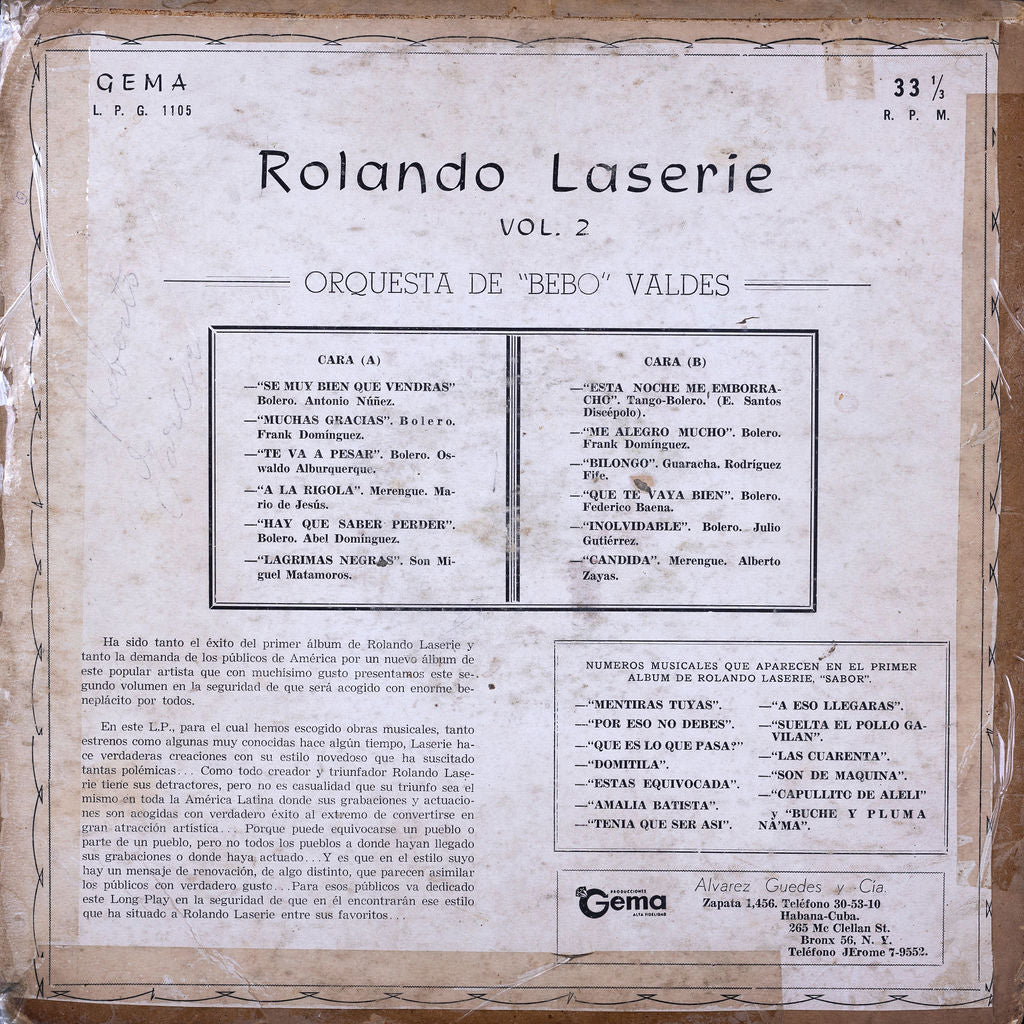 GEMA
L. P. G. 1105
33 1/3
R. P. M.
Rolando Laserie
VOL. 2
ORQUESTA DE "BEBO" VALDES
CARA (A)
—"SE MUY BIEN QUE VENDRAS"
Bolero. Antonio Núñez.
—"MUCHAS GRACIAS". Bolero.
Frank Domínguez.
—"TE VA A PESAR". Bolero. Os-
waldo Alburquerque.
—"A LA RIGOLA". Merengue. Ma-
rio de Jesús.
—"HAY QUE SABER PERDER".
Bolero. Abel Domínguez.
—"LAGRIMAS NEGRAS". Son Mi-
guel Matamoros.
CARA (B)
—"ESTA NOCHE ME EMBORRA-
CHO". Tango-Bolero. (E. Santos
Discépolo).
—"ME ALEGRO MUCHO". Bolero.
Frank Domínguez.
—"BILONGO". Guaracha. Rodríguez
Fife.
—"QUE TE VAYA BIEN". Bolero.
Federico Baena.
—"INOLVIDABLE". Bolero. Julio
Gutiérrez.
—"CANDIDA". Merengue. Alberto
Zayas.
Ha sido tanto el éxito del primer álbum de Rolando Laserie y
tanto la demanda de los públicos de América por un nuevo álbum de
este popular artista que con muchisimo gusto presentamos este se-
gundo volumen en la seguridad de que será acogido con enorme be-
neplácito por todos.
En este L.P., para el cual hemos escogido obras musicales, tanto
estrenos como algunas muy conocidas hace algún tiempo, Laserie ha-
ce verdaderas creaciones con su estilo novedoso que ha suscitado
tantas polémicas... Como todo creador y triunfador Rolando Lase-
rie tiene sus detractores, pero no es casualidad que su triunfo sea el
mismo en toda la América Latina donde sus grabaciones y actuacio-
nes son acogidas con verdadero éxito al extremo de convertirse en
gran atracción artística... Porque puede equivocarse un pueblo o
parte de un pueblo, pero no todos los pueblos a donde hayan llegado
sus grabaciones o donde haya actuado...Y es que en el estilo suyo
hay un mensaje de renovación, de algo distinto, que parecen asimilar
los públicos con verdadero gusto...Para esos públicos va dedicado
este Long Play en la seguridad de que en él encontrarán ese estilo
que ha situado a Rolando Laserie entre sus favoritos...
NUMEROS MUSICALES QUE APARECEN EN EL PRIMER
ALBUM DE ROLANDO LASERIE, "SABOR".
—"MENTIRAS TUYAS".
—"POR ESO NO DEBES".
—"QUE ES LO QUE PASA?"
—"DOMITILA".
—"ESTAS EQUIVOCADA".
—"AMALIA BATISTA".
—"TENIA QUE SER ASI".
—"A ESO LLEGARAS".
—"SUELTA EL POLLO GA-
VILAN".
—"LAS CUARENTA".
—"SON DE MAQUINA".
—"CAPULLITO DE ALELI"
y "BUCHE Y PLUMA
NA'MA".
PRODUCCIONES
Gema
ALTA FIDELIDAD
Alvarez Guedes y Cía.
Zapata 1,456. Teléfono 30-53-10
Habana-Cuba.
265 Mc Clellan St.
Bronx 56, N. Y.
Teléfono JErome 7-9552.